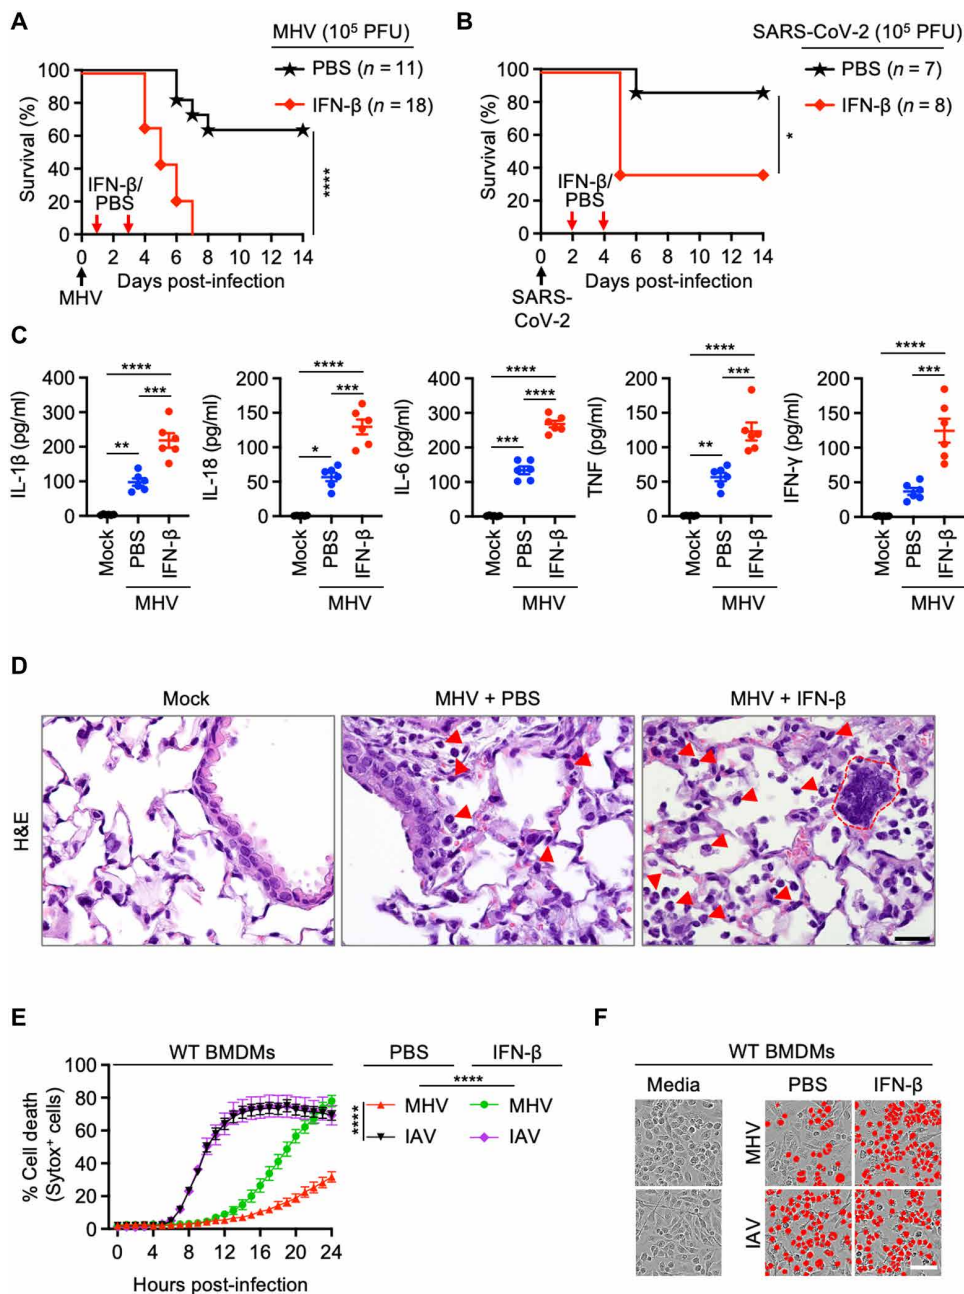 A
MHV (10⁵ PFU)
PBS (n = 11)
IFN-β (n = 18)
Survival (%)
100
80
60
40
20
0
IFN-β/
PBS
****
0 2 4 6 8 10 12 14
Days post-infection
MHV
B
SARS-CoV-2 (10⁵ PFU)
PBS (n = 7)
IFN-β (n = 8)
Survival (%)
100
80
60
40
20
0
IFN-β/
PBS
*
0 2 4 6 8 10 12 14
Days post-infection
SARS-
CoV-2
C
IL-1β (pg/ml)
400
300
200
100
0
****
***
**
Mock
PBS
IFN-β
MHV
IL-18 (pg/ml)
200
150
100
50
0
****
***
*
Mock
PBS
IFN-β
MHV
IL-6 (pg/ml)
400
300
200
100
0
****
****
***
Mock
PBS
IFN-β
MHV
TNF (pg/ml)
200
150
100
50
0
****
***
**
Mock
PBS
IFN-β
MHV
IFN-γ (pg/ml)
200
150
100
50
0
****
***
Mock
PBS
IFN-β
MHV
D
Mock
MHV + PBS
MHV + IFN-β
H&E
E
WT BMDMs
PBS
IFN-β
****
****
MHV
MHV
IAV
IAV
% Cell death
(Sytox⁺ cells)
100
80
60
40
20
0
0 4 8 12 16 20 24
Hours post-infection
F
WT BMDMs
Media
PBS
IFN-β
MHV
IAV